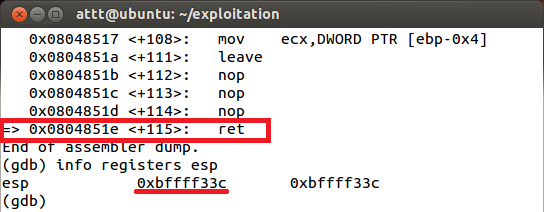 attt@ubuntu: ~/exploitation
0x08048517 <+108>: mov ecx,DWORD PTR [ebp-0x4]
0x0804851a <+111>: leave
0x0804851b <+112>: nop
0x0804851c <+113>: nop
0x0804851d <+114>: nop
=> 0x0804851e <+115>: ret
End of assembler dump.
(gdb) info registers esp
esp 0xbffff33c 0xbffff33c
(gdb)